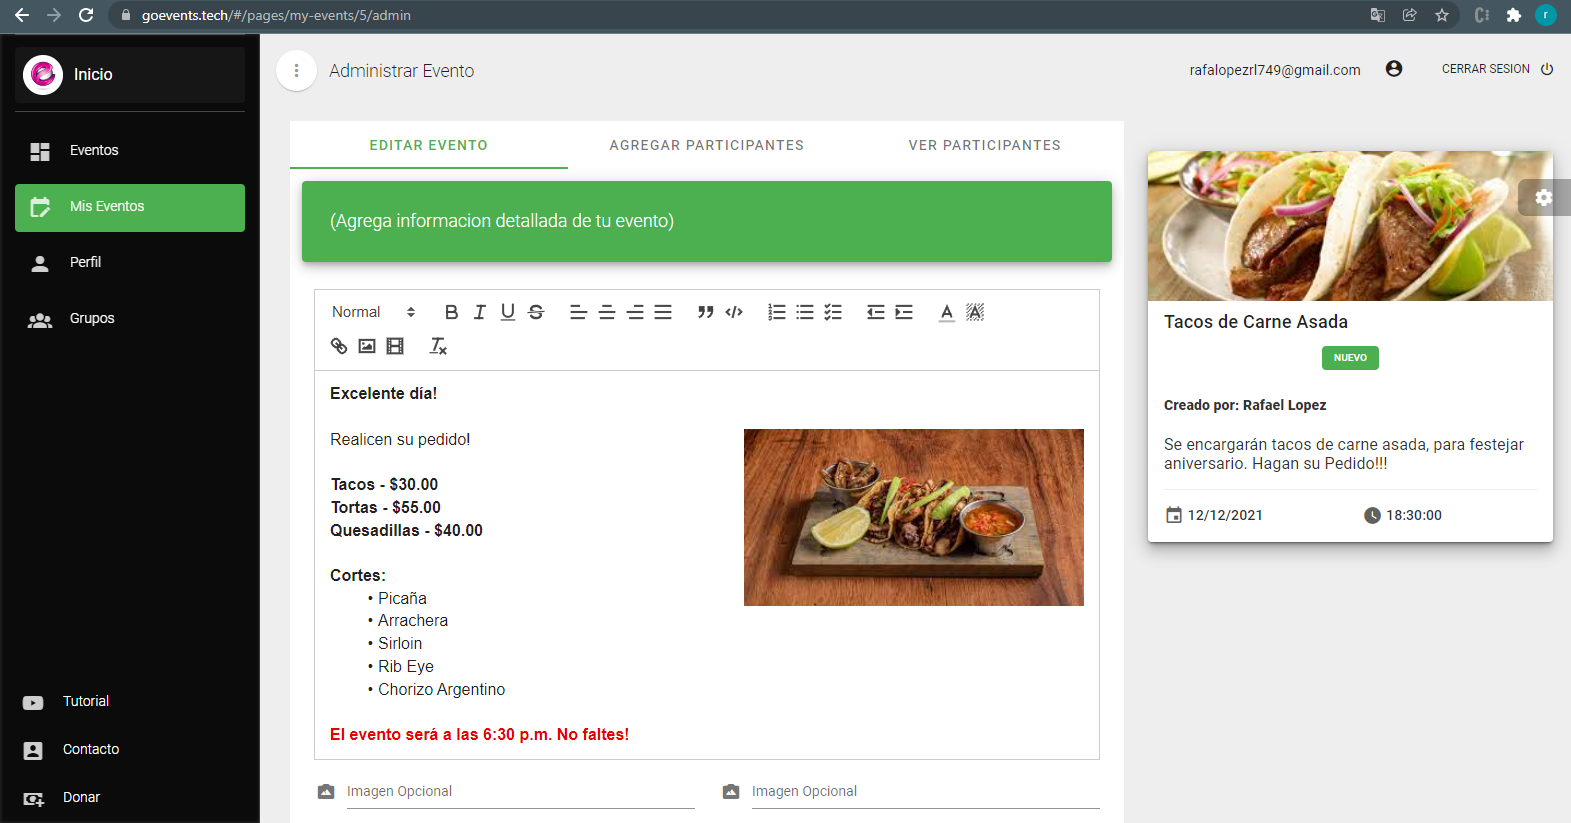 goevents.tech/#/pages/my-events/5/admin
r
Inicio
Eventos
Mis Eventos
Perfil
Grupos
Tutorial
Contacto
Donar
Administrar Evento
rafalopezrl749@gmail.com
CERRAR SESION
EDITAR EVENTO
AGREGAR PARTICIPANTES
VER PARTICIPANTES
(Agrega informacion detallada de tu evento)
Normal
Excelente día!
Realicen su pedido!
Tacos - $30.00
Tortas - $55.00
Quesadillas - $40.00
Cortes:
• Picaña
• Arrachera
• Sirloin
• Rib Eye
• Chorizo Argentino
El evento será a las 6:30 p.m. No faltes!
Imagen Opcional
Imagen Opcional
Tacos de Carne Asada
NUEVO
Creado por: Rafael Lopez
Se encargarán tacos de carne asada, para festejar
aniversario. Hagan su Pedido!!!
12/12/2021
18:30:00